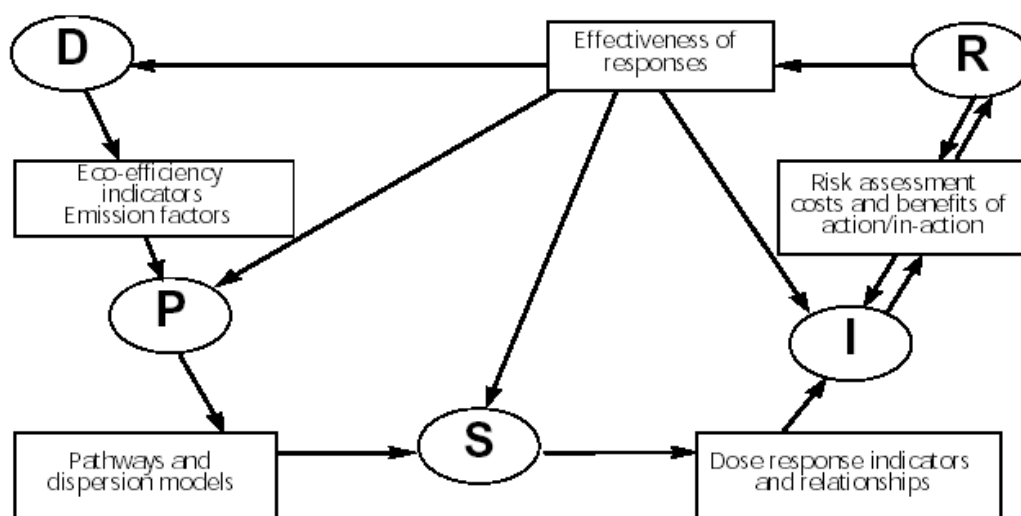 D
Effectiveness of
responses
R
Eco-efficiency
indicators
Emission factors
Risk assessment
costs and benefits of
action/in-action
P
I
S
Pathways and
dispersion models
Dose response indicators
and relationships